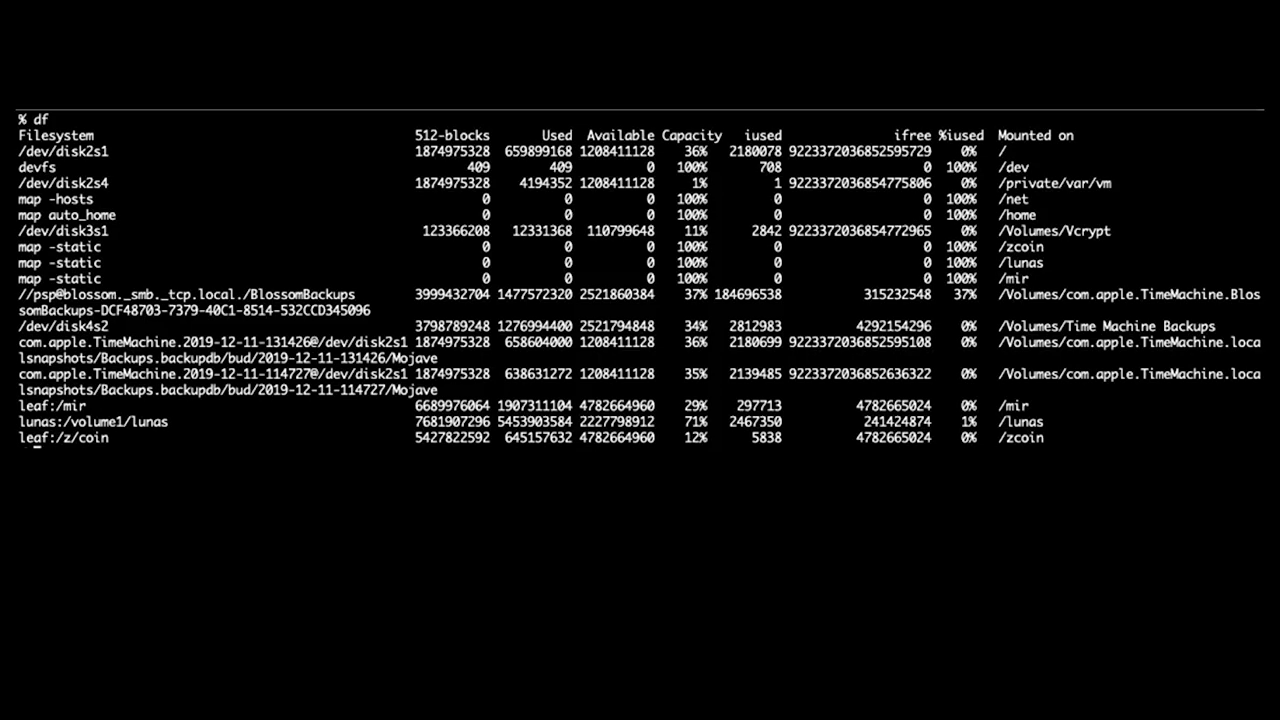 % df
Filesystem 512-blocks Used Available Capacity iused ifree %iused Mounted on
/dev/disk2s1 1874975328 659899168 1208411128 36% 2180078 9223372036852595729 0% /
devfs 409 409 0 100% 708 0 100% /dev
/dev/disk2s4 1874975328 4194352 1208411128 1% 1 9223372036854775806 0% /private/var/vm
map -hosts 0 0 0 100% 0 0 100% /net
map auto_home 0 0 0 100% 0 0 100% /home
/dev/disk3s1 123366208 12331368 110799648 11% 2842 9223372036854772965 0% /Volumes/Vcrypt
map -static 0 0 0 100% 0 0 100% /zcoin
map -static 0 0 0 100% 0 0 100% /lunas
map -static 0 0 0 100% 0 0 100% /mir
//psp@blossom._smb._tcp.local./BlossomBackups 3999432704 1477572320 2521860384 37% 184696538 315232548 37% /Volumes/com.apple.TimeMachine.Blos
somBackups-DCF48703-7379-40C1-8514-532CCD345096
/dev/disk4s2 3798789248 1276994400 2521794848 34% 2812983 4292154296 0% /Volumes/Time Machine Backups
com.apple.TimeMachine.2019-12-11-131426@/dev/disk2s1 1874975328 658604000 1208411128 36% 2180699 9223372036852595108 0% /Volumes/com.apple.TimeMachine.loca
lsnapshots/Backups.backupdb/bud/2019-12-11-131426/Mojave
com.apple.TimeMachine.2019-12-11-114727@/dev/disk2s1 1874975328 638631272 1208411128 35% 2139485 9223372036852636322 0% /Volumes/com.apple.TimeMachine.loca
lsnapshots/Backups.backupdb/bud/2019-12-11-114727/Mojave
leaf:/mir 6689976064 1907311104 4782664960 29% 297713 4782665024 0% /mir
lunas:/volume1/lunas 7681907296 5453903584 2227798912 71% 2467350 241424874 1% /lunas
leaf:/z/coin 5427822592 645157632 4782664960 12% 5838 4782665024 0% /zcoin